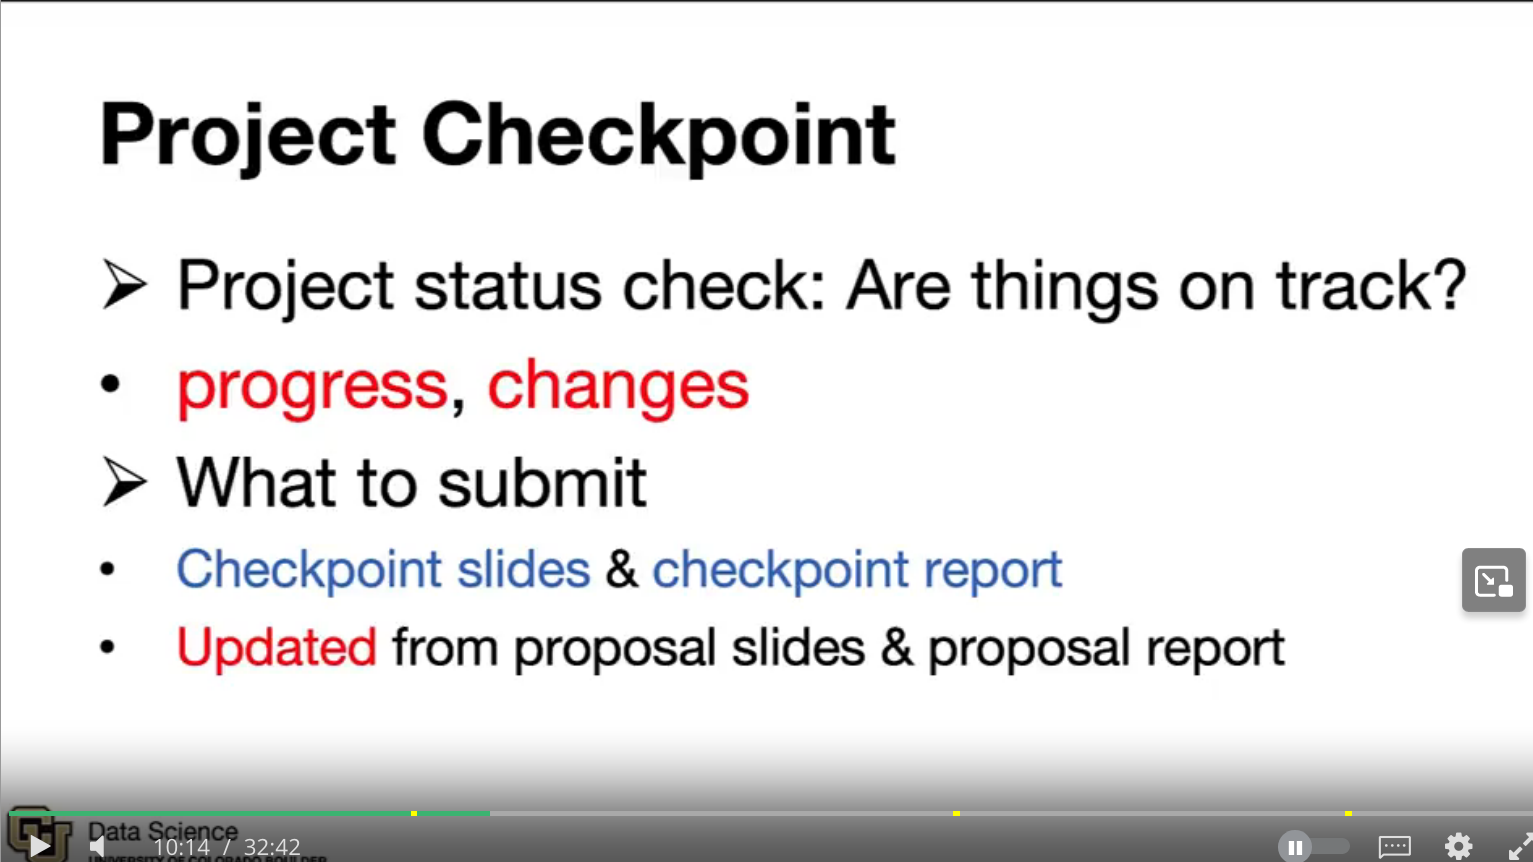 Project Checkpoint
➢ Project status check: Are things on track?
• progress, changes
➢ What to submit
• Checkpoint slides & checkpoint report
• Updated from proposal slides & proposal report
Data Science
UNIVERSITY OF COLORADO BOULDER
10:14 / 32:42